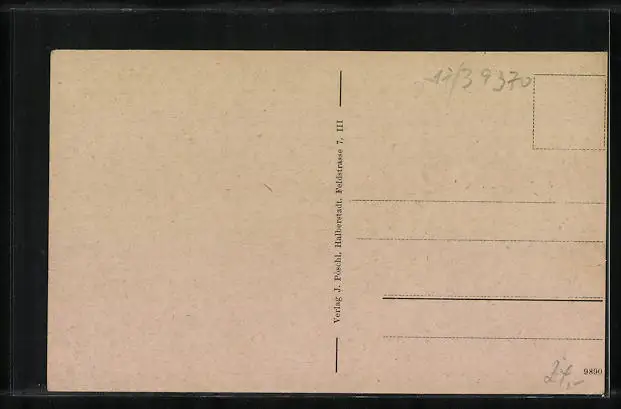 11/3 9370
Verlag J. Pöschl, Halberstadt, Feldstrasse 7, III
24,-
9890